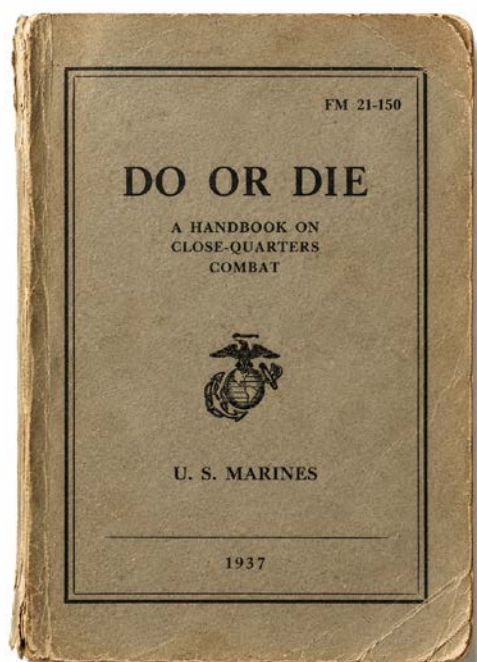 FM 21-150
DO OR DIE
A HANDBOOK ON
CLOSE-QUARTERS
COMBAT
U. S. MARINES
1937